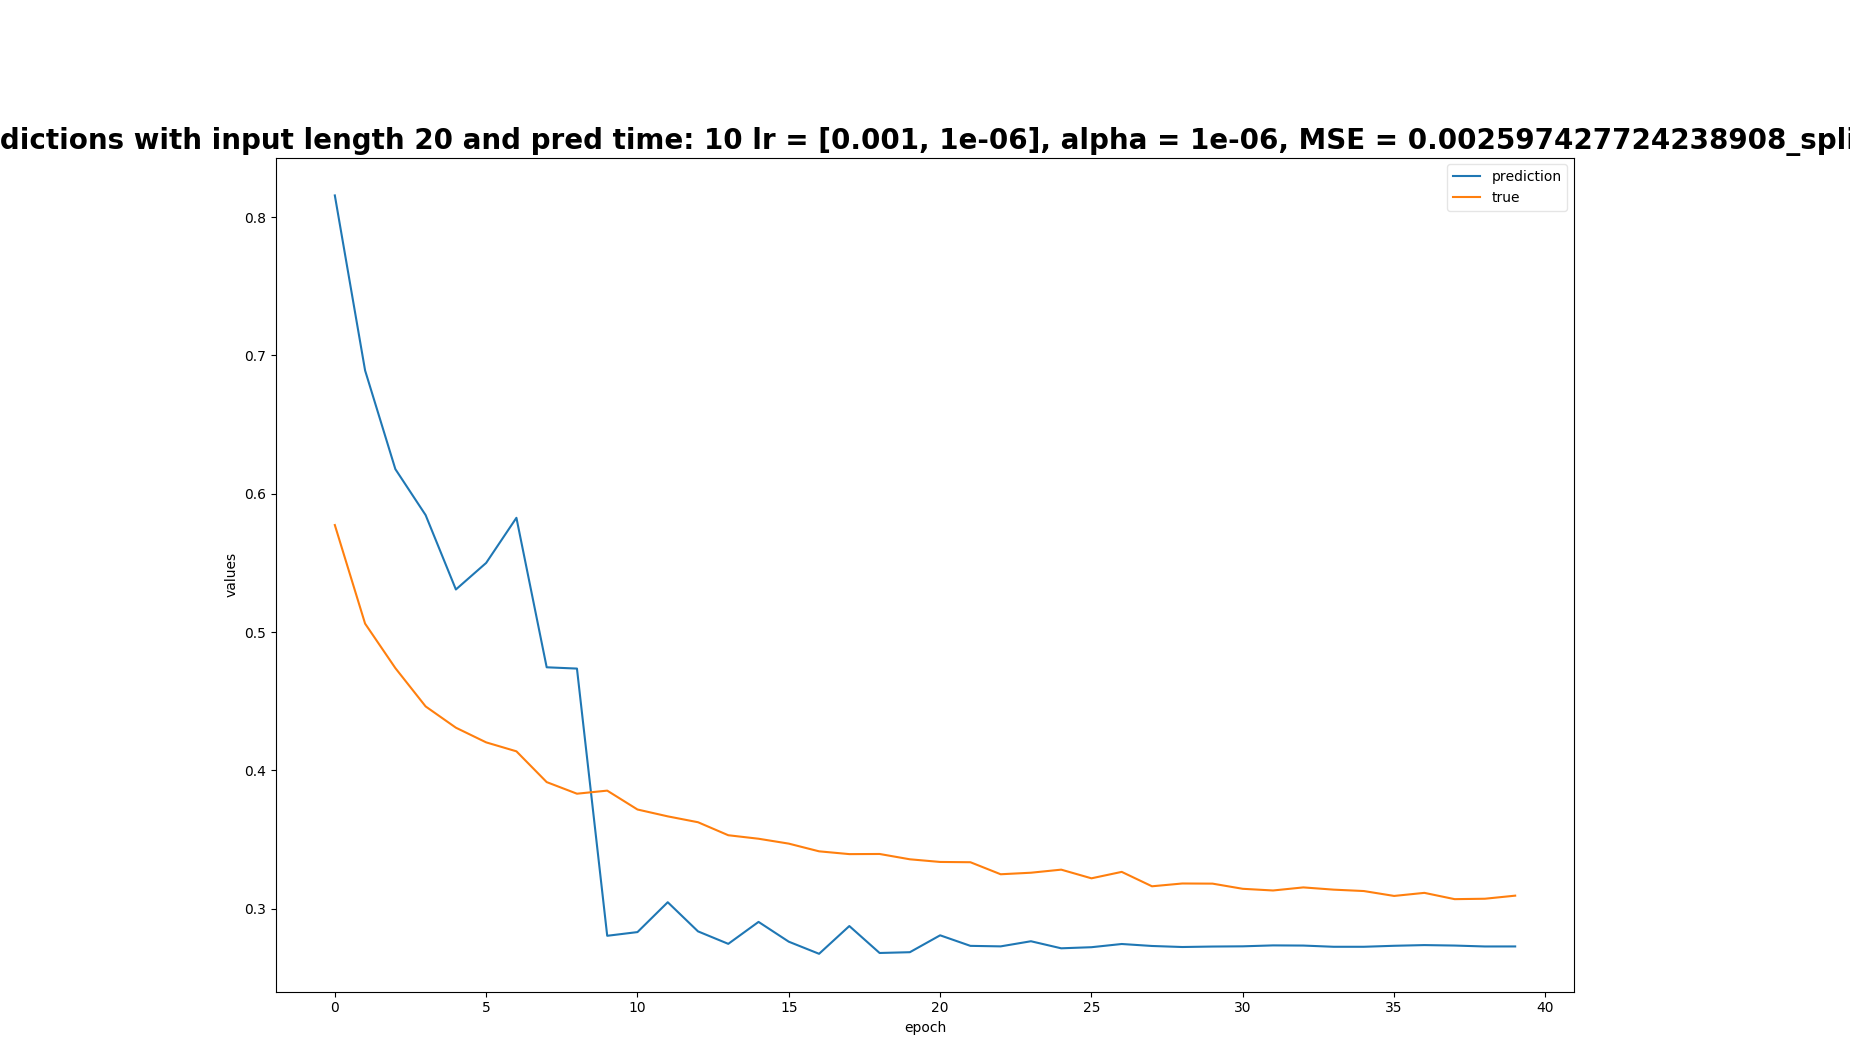 dictions with input length 20 and pred time: 10 lr = [0.001, 1e-06], alpha = 1e-06, MSE = 0.002597427724238908_spli
prediction
true
0.8
0.7
0.6
0.5
0.4
0.3
values
0 5 10 15 20 25 30 35 40
epoch